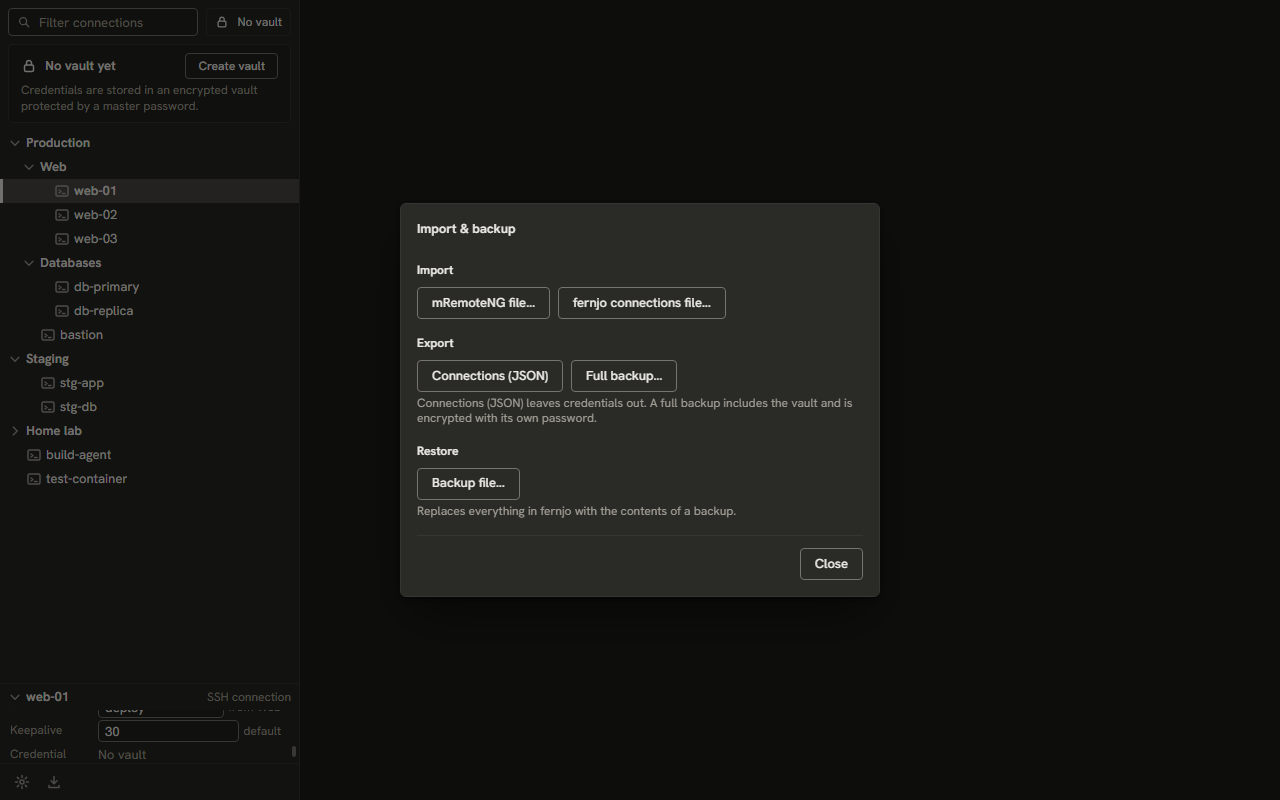 Filter connections
No vault
No vault yet
Create vault
Credentials are stored in an encrypted vault
protected by a master password.
Production
Web
web-01
web-02
web-03
Databases
db-primary
db-replica
bastion
Staging
stg-app
stg-db
Home lab
build-agent
test-container
web-01
SSH connection
Keepalive
30
default
Credential
No vault
Import & backup
Import
mRemoteNG file...
fernjo connections file...
Export
Connections (JSON)
Full backup...
Connections (JSON) leaves credentials out. A full backup includes the vault and is
encrypted with its own password.
Restore
Backup file...
Replaces everything in fernjo with the contents of a backup.
Close